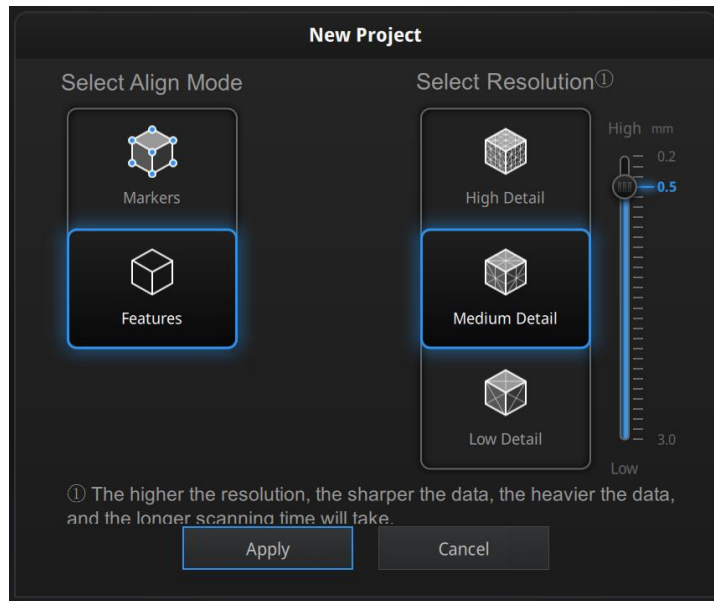 New Project
Select Align Mode
Markers
Features
Select Resolution①
High Detail
Medium Detail
Low Detail
High mm
0.2
0.5
3.0
Low
① The higher the resolution, the sharper the data, the heavier the data,
and the longer scanning time will take.
Apply
Cancel